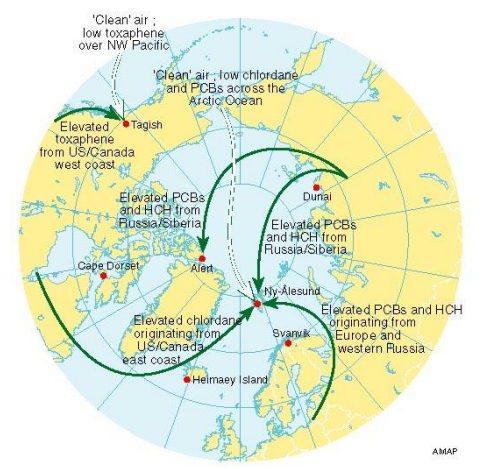 'Clean' air ;
low toxaphene
over NW Pacific
'Clean' air ; low chlordane
and PCBs across the
Arctic Ocean
Tagish
Elevated
toxaphene
from US/Canada
west coast
Dunai
Elevated PCBs
and HCH from
Russia/Siberia
Elevated PCBs
and HCH from
Russia/Siberia
Cape Dorset
Alert
Ny-Ålesund
Elevated chlordane
originating from
US/Canada
east coast
Svanvik
Elevated PCBs and HCH
originating from
Europe and
western Russia
Heimaey Island
AMAP